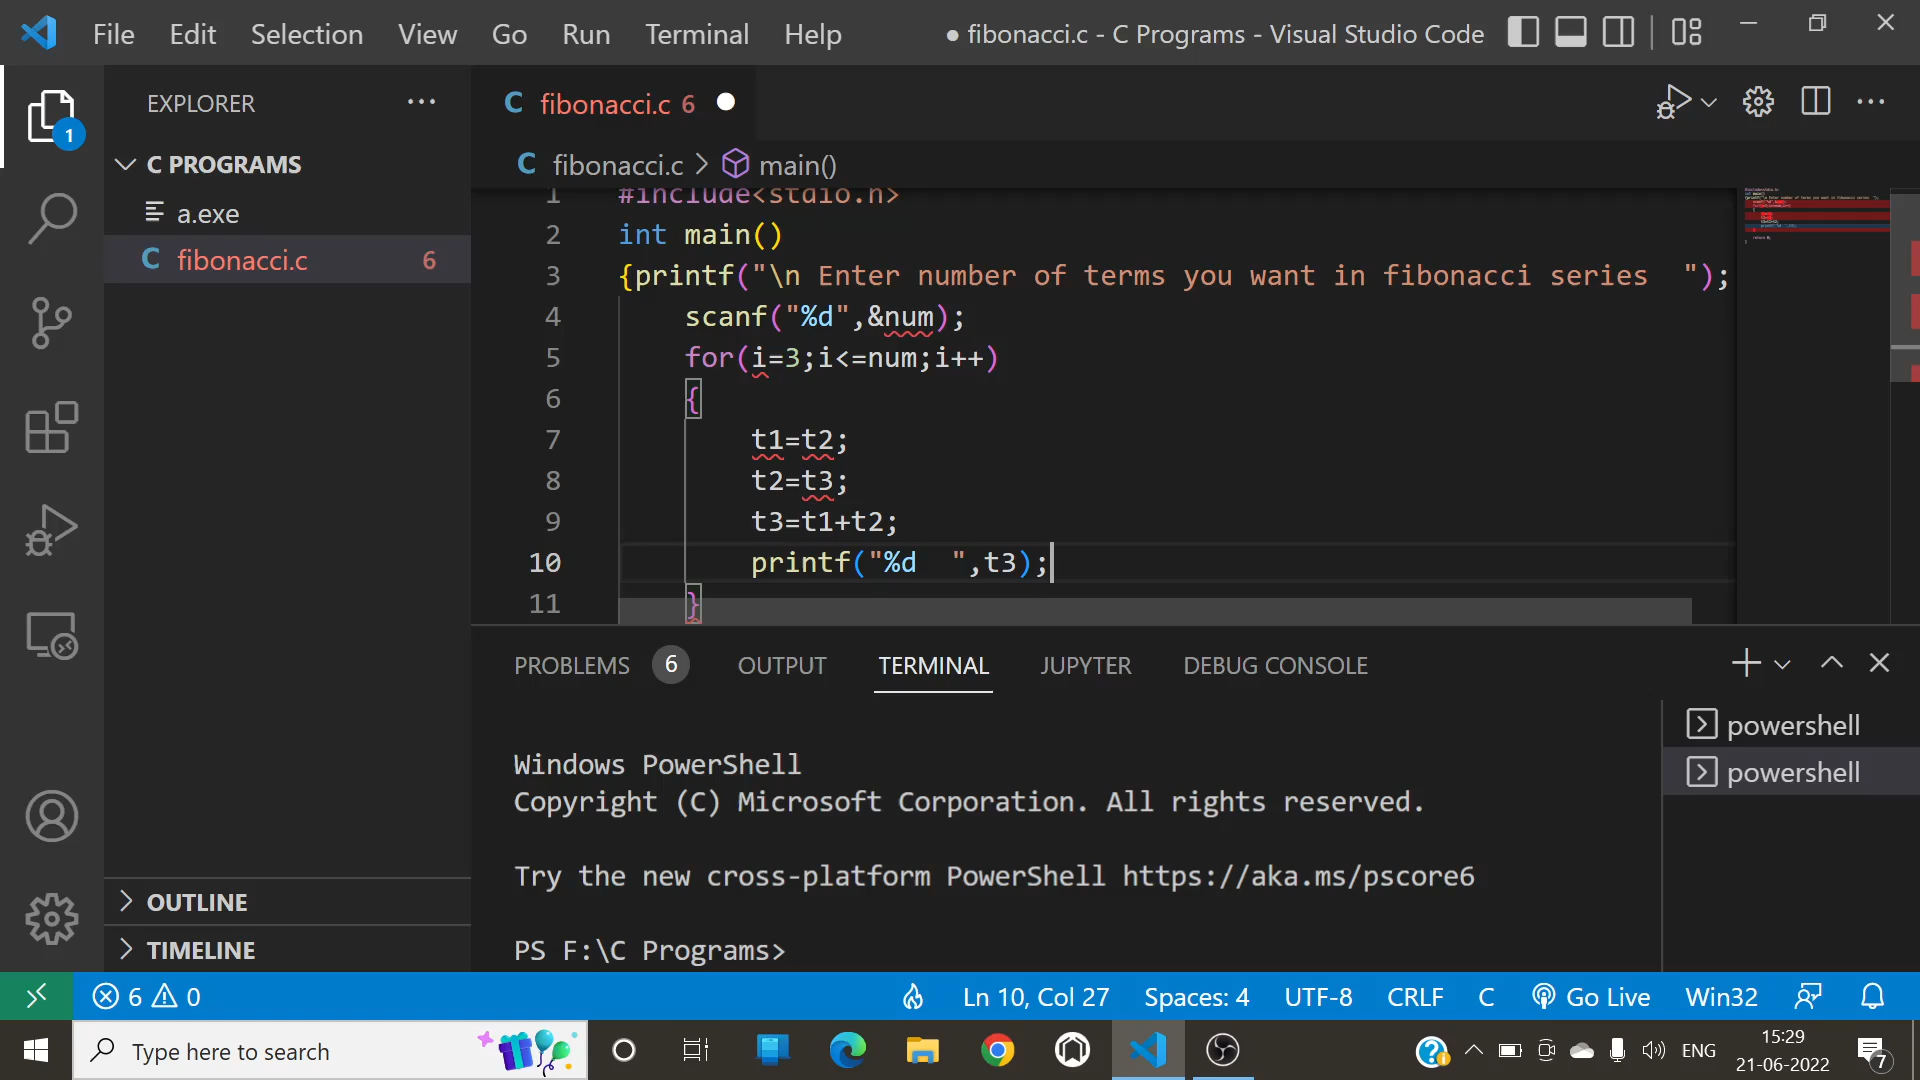 File Edit Selection View Go Run Terminal Help
● fibonacci.c - C Programs - Visual Studio Code
EXPLORER
C PROGRAMS
a.exe
C fibonacci.c 6
1
C fibonacci.c 6
C fibonacci.c > main()
1 #include<stdio.h>
2 int main()
3 {printf("\n Enter number of terms you want in fibonacci series  ");
4 scanf("%d",&num);
5 for(i=3;i<=num;i++)
6 {
7 t1=t2;
8 t2=t3;
9 t3=t1+t2;
10 printf("%d  ",t3);
11 }
PROBLEMS 6 OUTPUT TERMINAL JUPYTER DEBUG CONSOLE
Windows PowerShell
Copyright (C) Microsoft Corporation. All rights reserved.
Try the new cross-platform PowerShell https://aka.ms/pscore6
PS F:\C Programs>
powershell
powershell
OUTLINE
TIMELINE
6 0 Ln 10, Col 27 Spaces: 4 UTF-8 CRLF C Go Live Win32
Type here to search
ENG
15:29
21-06-2022
7